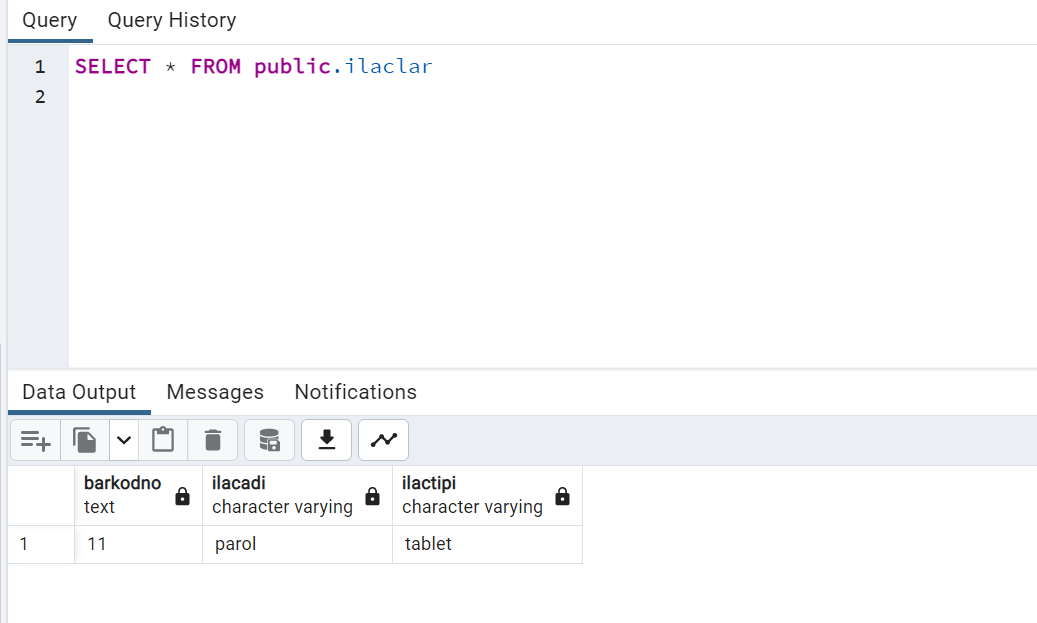 Query Query History
1 SELECT * FROM public.ilaclar
2
Data Output Messages Notifications
barkodno ilacadi ilactipi
text character varying character varying
1 11 parol tablet